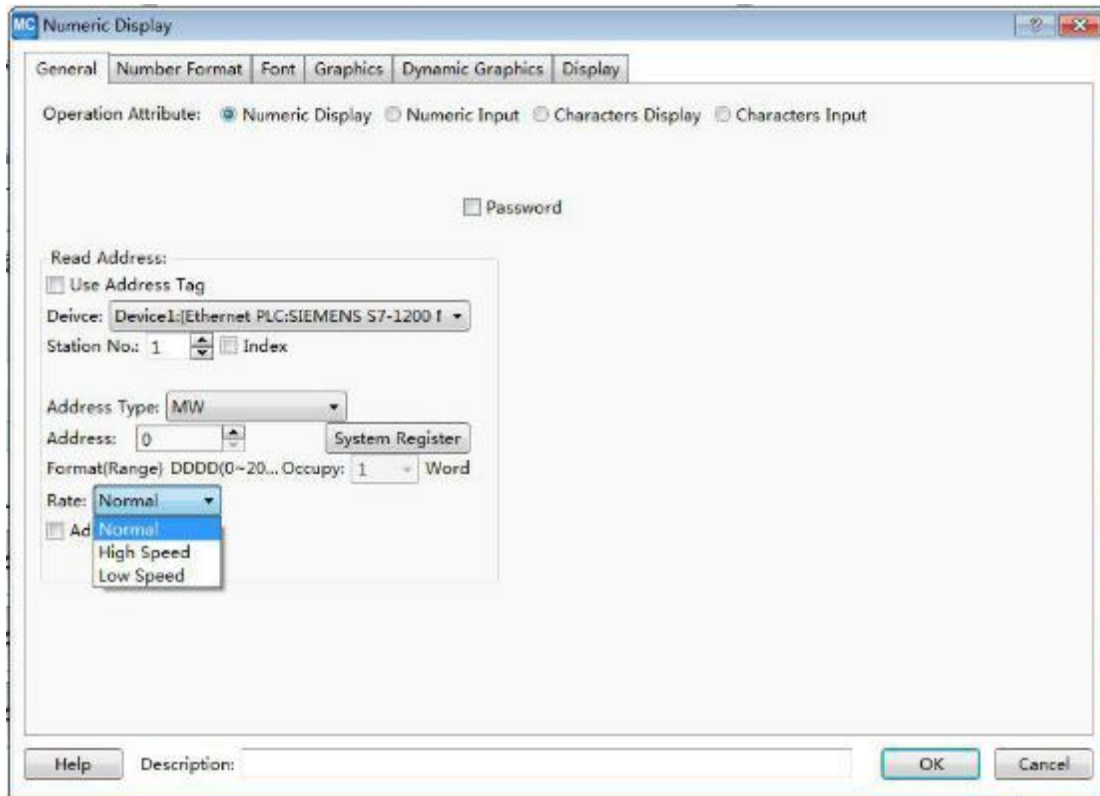 MC Numeric Display
General Number Format Font Graphics Dynamic Graphics Display
Operation Attribute: Numeric Display Numeric Input Characters Display Characters Input
Password
Read Address:
Use Address Tag
Deivce: Device1:[Ethernet PLC:SIEMENS S7-1200
Station No.: 1 Index
Address Type: MW
Address: 0 System Register
Format(Range) DDDD(0~20... Occupy: 1 Word
Rate: Normal
Ad Normal
High Speed
Low Speed
Help Description: OK Cancel